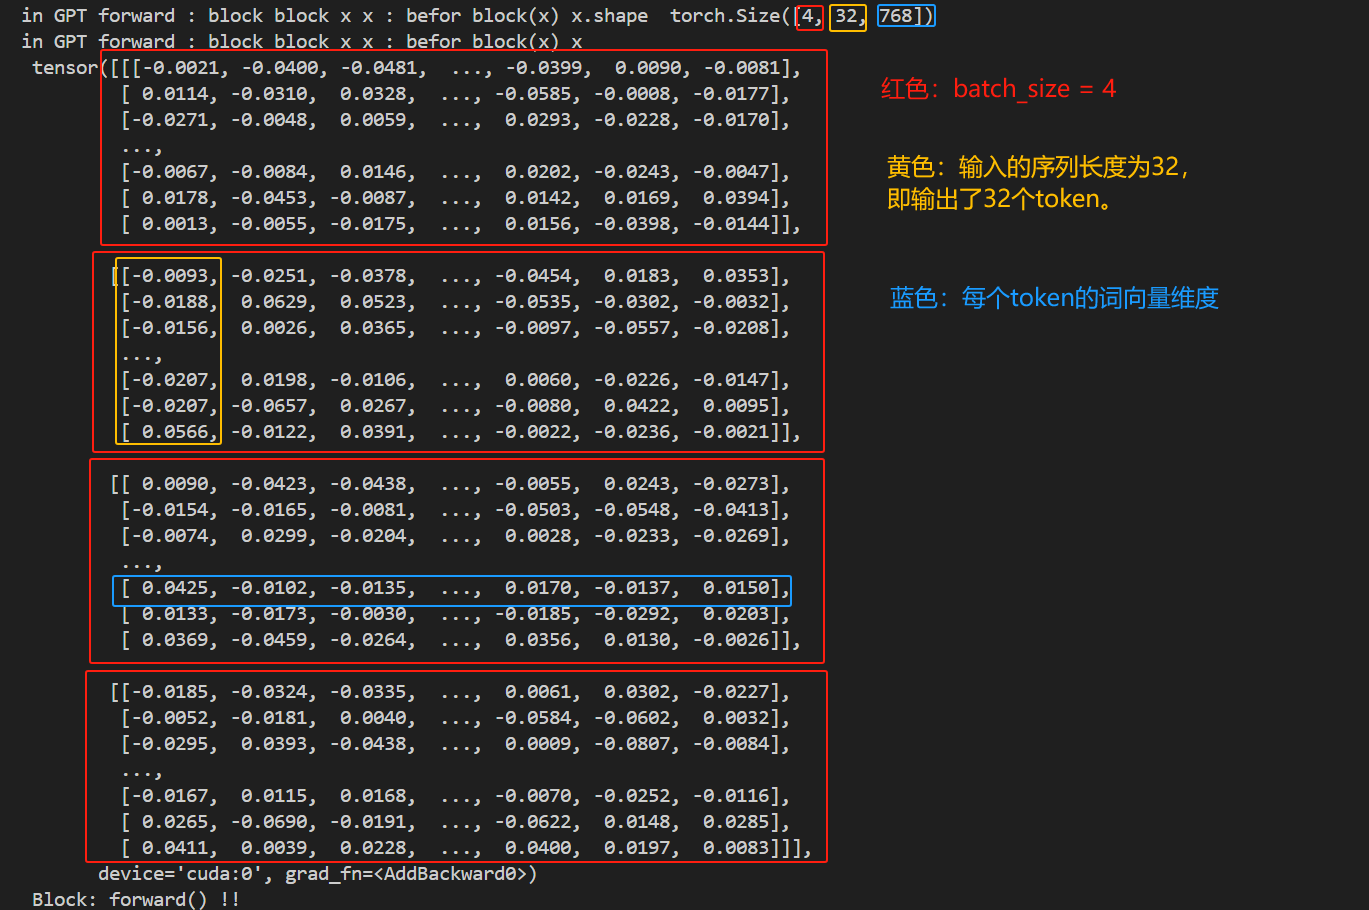 in GPT forward : block block x x : befor block(x) x.shape  torch.Size([4, 32, 768])
in GPT forward : block block x x : befor block(x) x
 tensor([[[-0.0021, -0.0400, -0.0481,  ..., -0.0399,  0.0090, -0.0081],
         [ 0.0114, -0.0310,  0.0328,  ..., -0.0585, -0.0008, -0.0177],
         [-0.0271, -0.0048,  0.0059,  ...,  0.0293, -0.0228, -0.0170],
         ...,
         [-0.0067, -0.0084,  0.0146,  ...,  0.0202, -0.0243, -0.0047],
         [ 0.0178, -0.0453, -0.0087,  ...,  0.0142,  0.0169,  0.0394],
         [ 0.0013, -0.0055, -0.0175,  ...,  0.0156, -0.0398, -0.0144]],
        [[-0.0093, -0.0251, -0.0378,  ..., -0.0454,  0.0183,  0.0353],
         [-0.0188,  0.0629,  0.0523,  ..., -0.0535, -0.0302, -0.0032],
         [-0.0156,  0.0026,  0.0365,  ..., -0.0097, -0.0557, -0.0208],
         ...,
         [-0.0207,  0.0198, -0.0106,  ...,  0.0060, -0.0226, -0.0147],
         [-0.0207, -0.0657,  0.0267,  ..., -0.0080,  0.0422,  0.0095],
         [ 0.0566, -0.0122,  0.0391,  ..., -0.0022, -0.0236, -0.0021]],
        [[ 0.0090, -0.0423, -0.0438,  ..., -0.0055,  0.0243, -0.0273],
         [-0.0154, -0.0165, -0.0081,  ..., -0.0503, -0.0548, -0.0413],
         [-0.0074,  0.0299, -0.0204,  ...,  0.0028, -0.0233, -0.0269],
         ...,
         [ 0.0425, -0.0102, -0.0135,  ...,  0.0170, -0.0137,  0.0150],
         [ 0.0133, -0.0173, -0.0030,  ..., -0.0185, -0.0292,  0.0203],
         [ 0.0369, -0.0459, -0.0264,  ...,  0.0356,  0.0130, -0.0026]],
        [[-0.0185, -0.0324, -0.0335,  ...,  0.0061,  0.0302, -0.0227],
         [-0.0052, -0.0181,  0.0040,  ..., -0.0584, -0.0602,  0.0032],
         [-0.0295,  0.0393, -0.0438,  ...,  0.0009, -0.0807, -0.0084],
         ...,
         [-0.0167,  0.0115,  0.0168,  ..., -0.0070, -0.0252, -0.0116],
         [ 0.0265, -0.0690, -0.0191,  ..., -0.0622,  0.0148,  0.0285],
         [ 0.0411,  0.0039,  0.0228,  ...,  0.0400,  0.0197,  0.0083]]],
       device='cuda:0', grad_fn=<AddBackward0>)
 Block: forward() !!
红色：batch_size = 4
黄色：输入的序列长度为32，
即输出了32个token。
蓝色：每个token的词向量维度